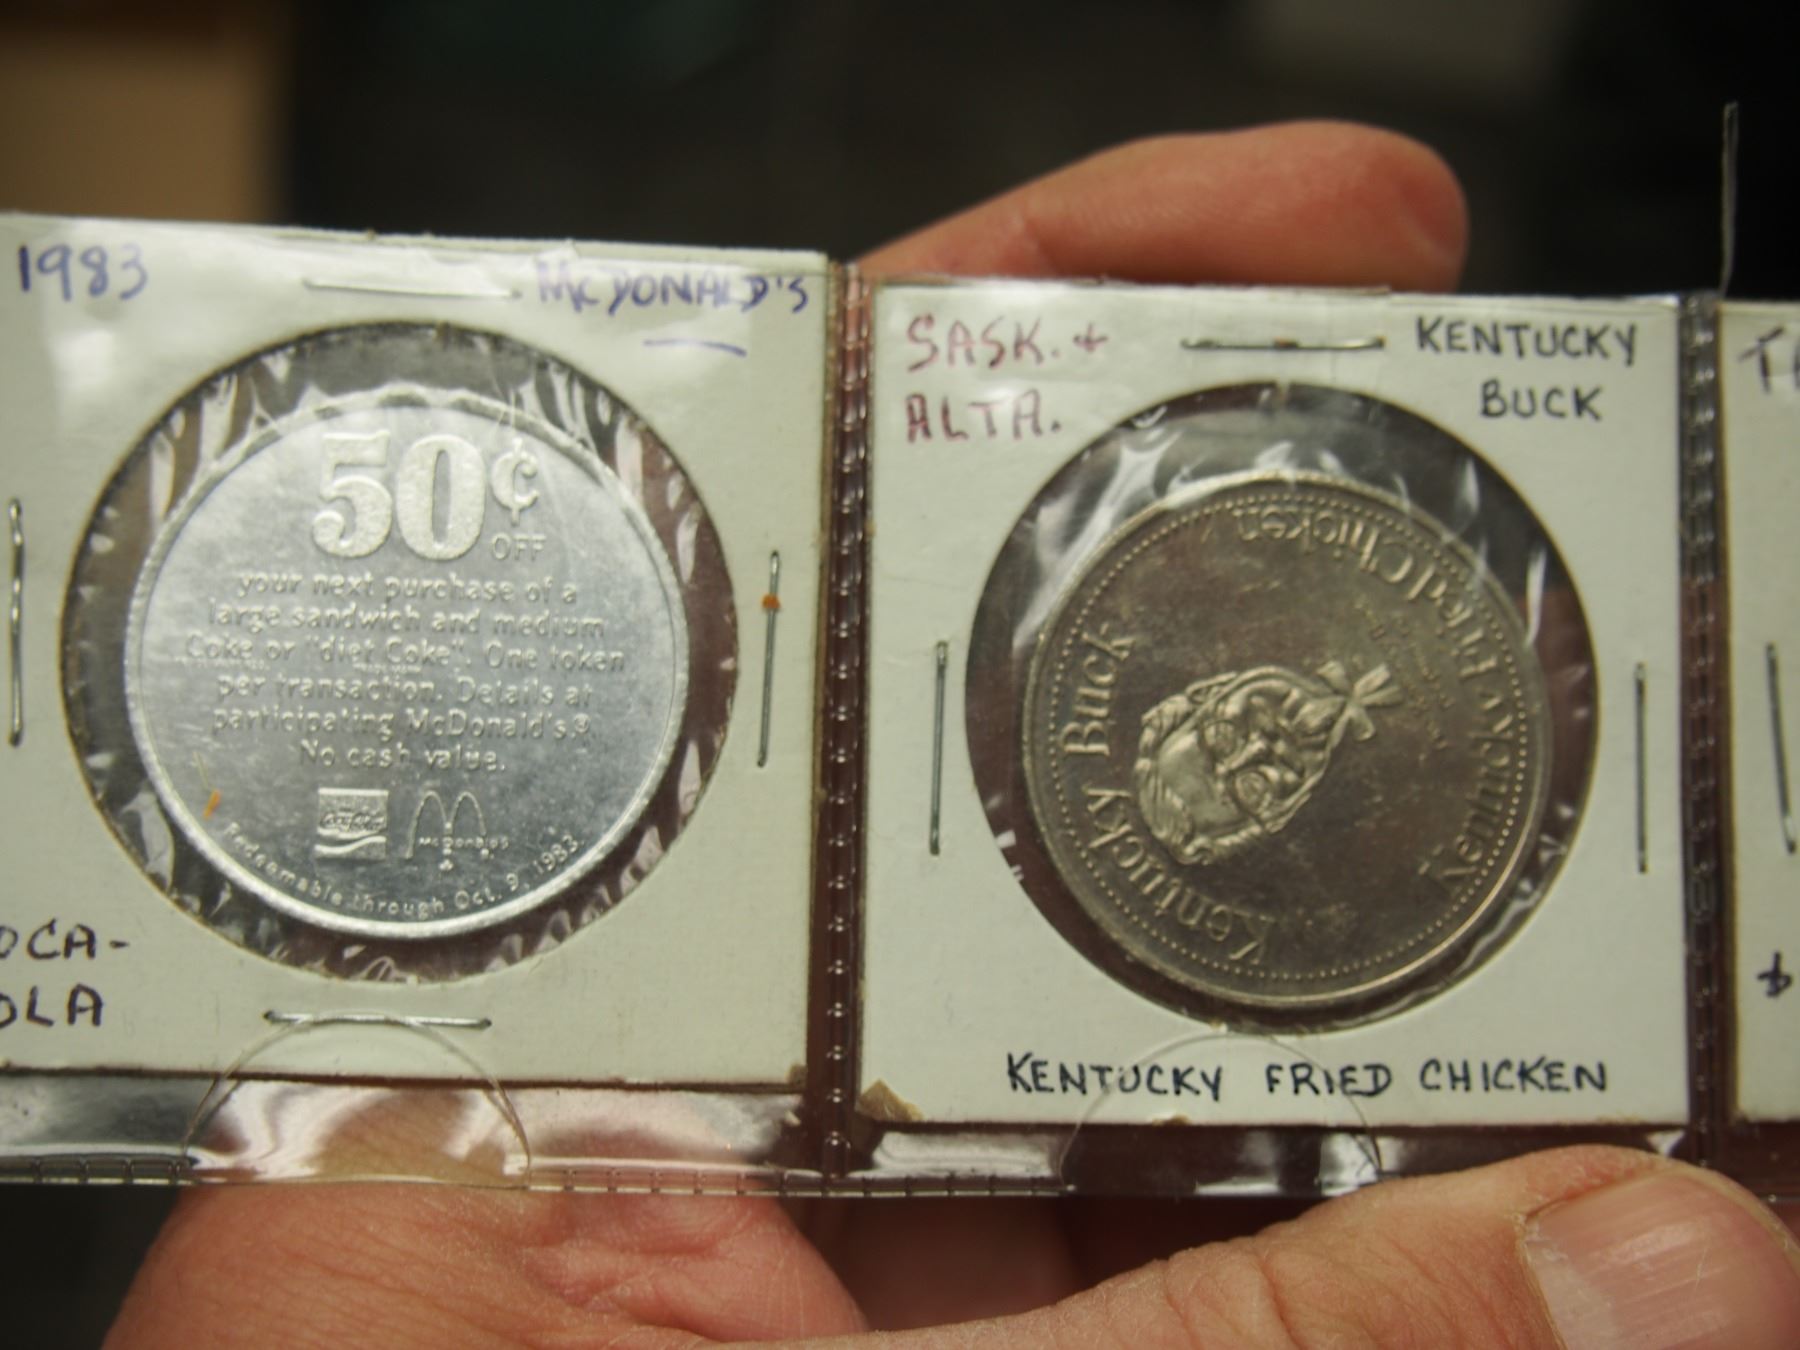 1983
McDONALD'S
50¢
OFF
your next purchase of a
large sandwich and medium
Coke or "diet Coke". One token
per transaction. Details at
participating McDonald's®.
No cash value.
McDonald's
Redeemable through Oct. 9, 1983.
OCA-
OLA
SASK. +
ALTA.
KENTUCKY
BUCK
Kentucky Buck
Kentucky Fried Chicken
KENTUCKY FRIED CHICKEN
$